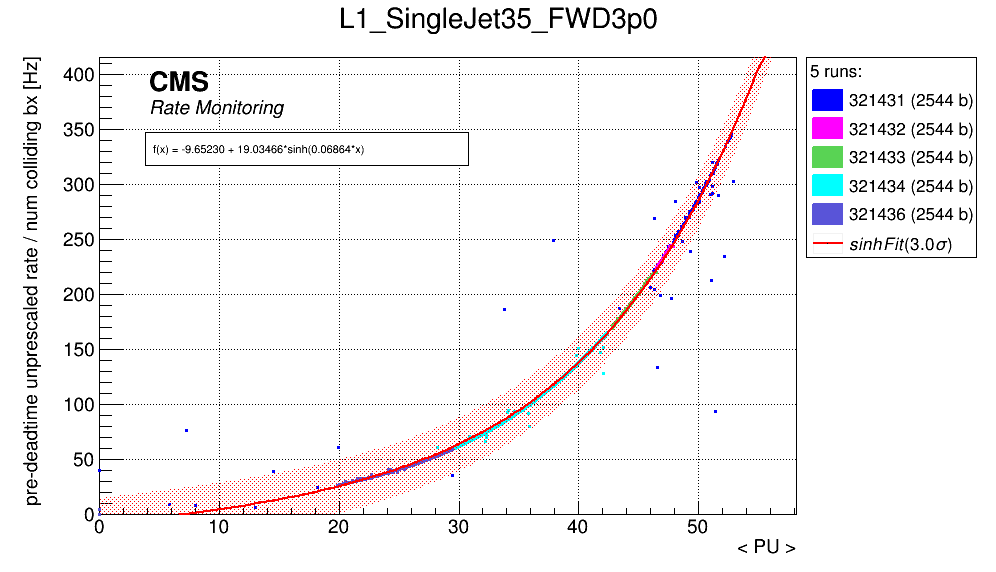 L1_SingleJet35_FWD3p0
pre-deadtime unprescaled rate / num colliding bx [Hz]
400
350
300
250
200
150
100
50
0
CMS
Rate Monitoring
f(x) = -9.65230 + 19.03466*sinh(0.06864*x)
0 10 20 30 40 50
< PU >
5 runs:
321431 (2544 b)
321432 (2544 b)
321433 (2544 b)
321434 (2544 b)
321436 (2544 b)
sinhFit(3.0σ)